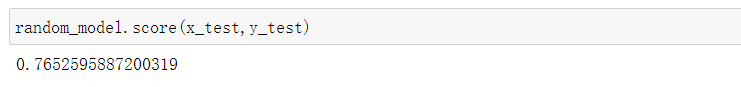 random_model.score(x_test,y_test)
0.7652595887200319